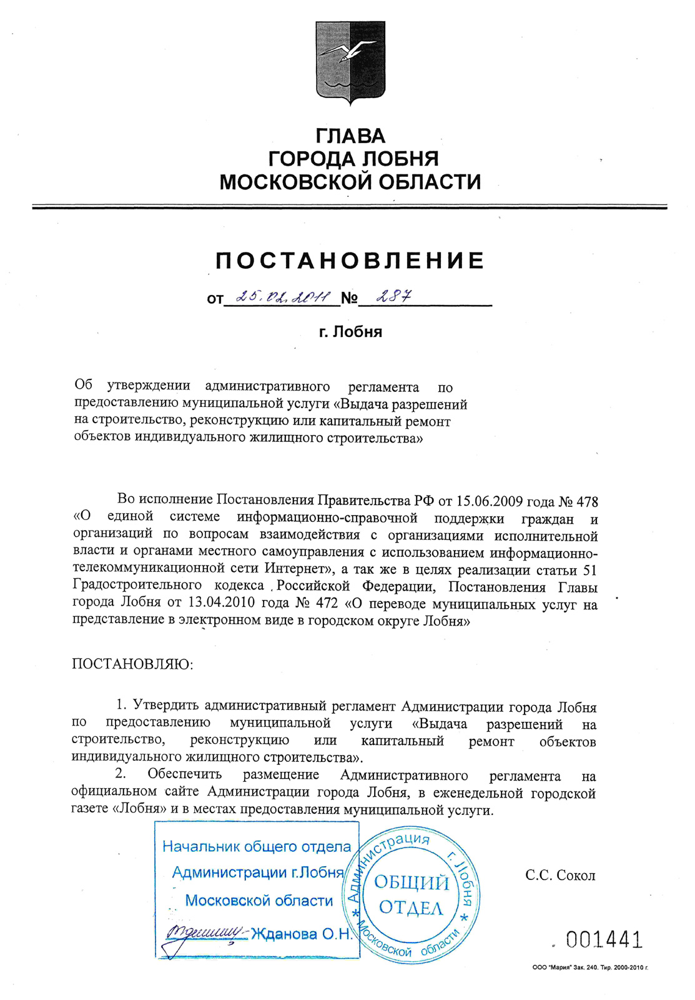 ГЛАВА
ГОРОДА ЛОБНЯ
МОСКОВСКОЙ ОБЛАСТИ
ПОСТАНОВЛЕНИЕ
от 25.02.2011 № 287
г. Лобня
Об утверждении административного регламента по
предоставлению муниципальной услуги «Выдача разрешений
на строительство, реконструкцию или капитальный ремонт
объектов индивидуального жилищного строительства»
Во исполнение Постановления Правительства РФ от 15.06.2009 года № 478
«О единой системе информационно-справочной поддержки граждан и
организаций по вопросам взаимодействия с организациями исполнительной
власти и органами местного самоуправления с использованием информационно-
телекоммуникационной сети Интернет», а так же в целях реализации статьи 51
Градостроительного кодекса Российской Федерации, Постановления Главы
города Лобня от 13.04.2010 года № 472 «О переводе муниципальных услуг на
представление в электронном виде в городском округе Лобня»
ПОСТАНОВЛЯЮ:
1. Утвердить административный регламент Администрации города Лобня
по предоставлению муниципальной услуги «Выдача разрешений на
строительство, реконструкцию или капитальный ремонт объектов
индивидуального жилищного строительства».
2. Обеспечить размещение Административного регламента на
официальном сайте Администрации города Лобня, в еженедельной городской
газете «Лобня» и в местах предоставления муниципальной услуги.
Начальник общего отдела
Администрации г.Лобня
Московской области
Жданова О.Н.
* Администрация г. Лобня *
Московской области
ОБЩИЙ
ОТДЕЛ
С.С. Сокол
001441
ООО "Мария" Зак. 240. Тир. 2000-2010 г.